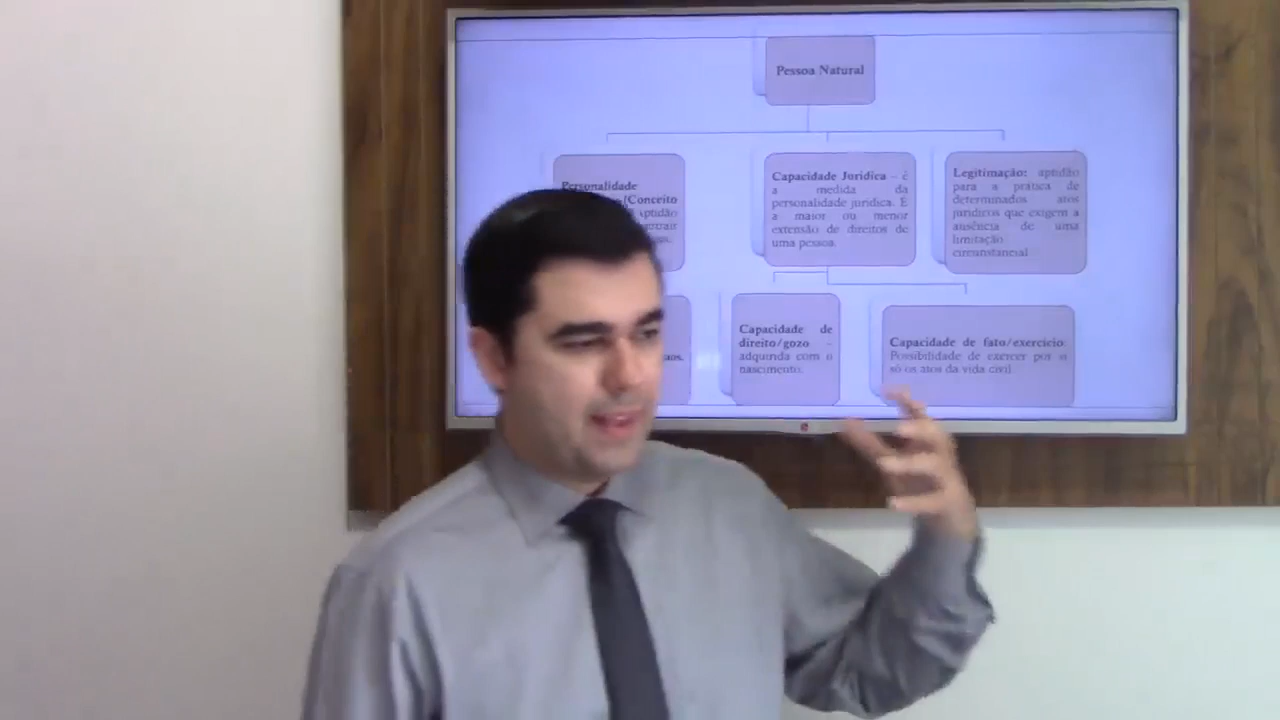 Pessoa Natural
Personalidade
[Conceito
aptidão
Capacidade Jurídica – é
a medida da
personalidade jurídica. É
a maior ou menor
extensão de direitos de
uma pessoa.
Legitimação: aptidão
para a prática de
determinados atos
jurídicos que exigem a
ausência de uma
limitação
circunstancial.
Capacidade de
direito/gozo –
adquirida com o
nascimento.
Capacidade de fato/exercício:
Possibilidade de exercer por si
só os atos da vida civil.